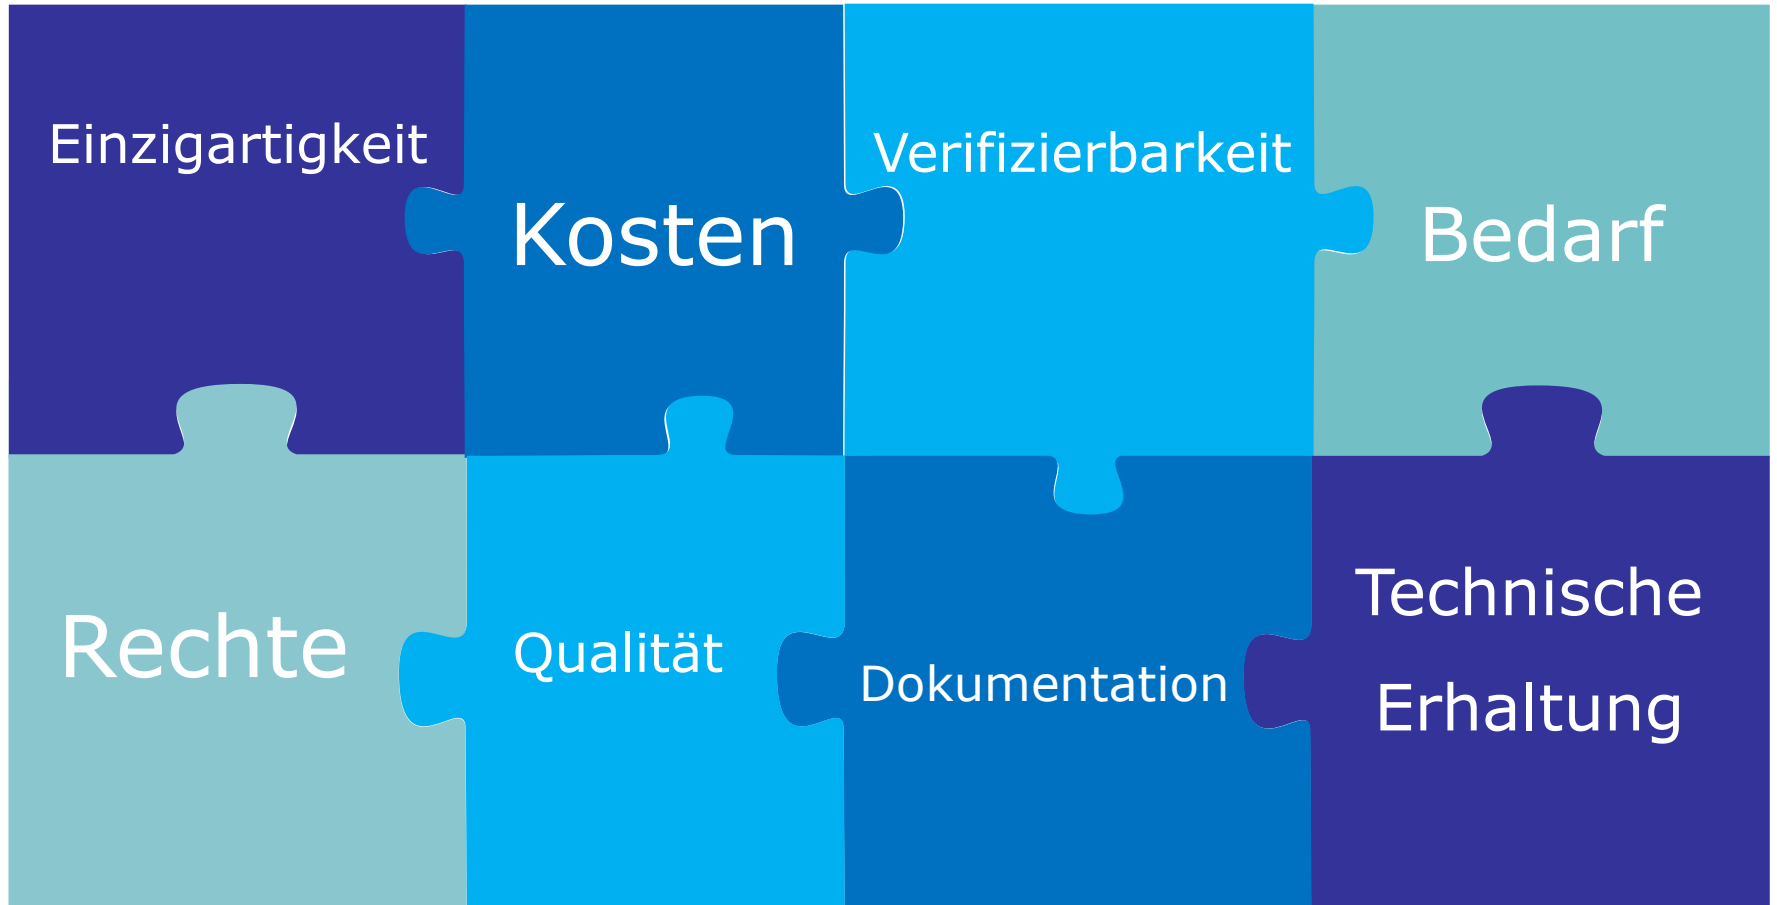 Einzigartigkeit
Kosten
Verifizierbarkeit
Bedarf
Rechte
Qualität
Dokumentation
Technische
Erhaltung